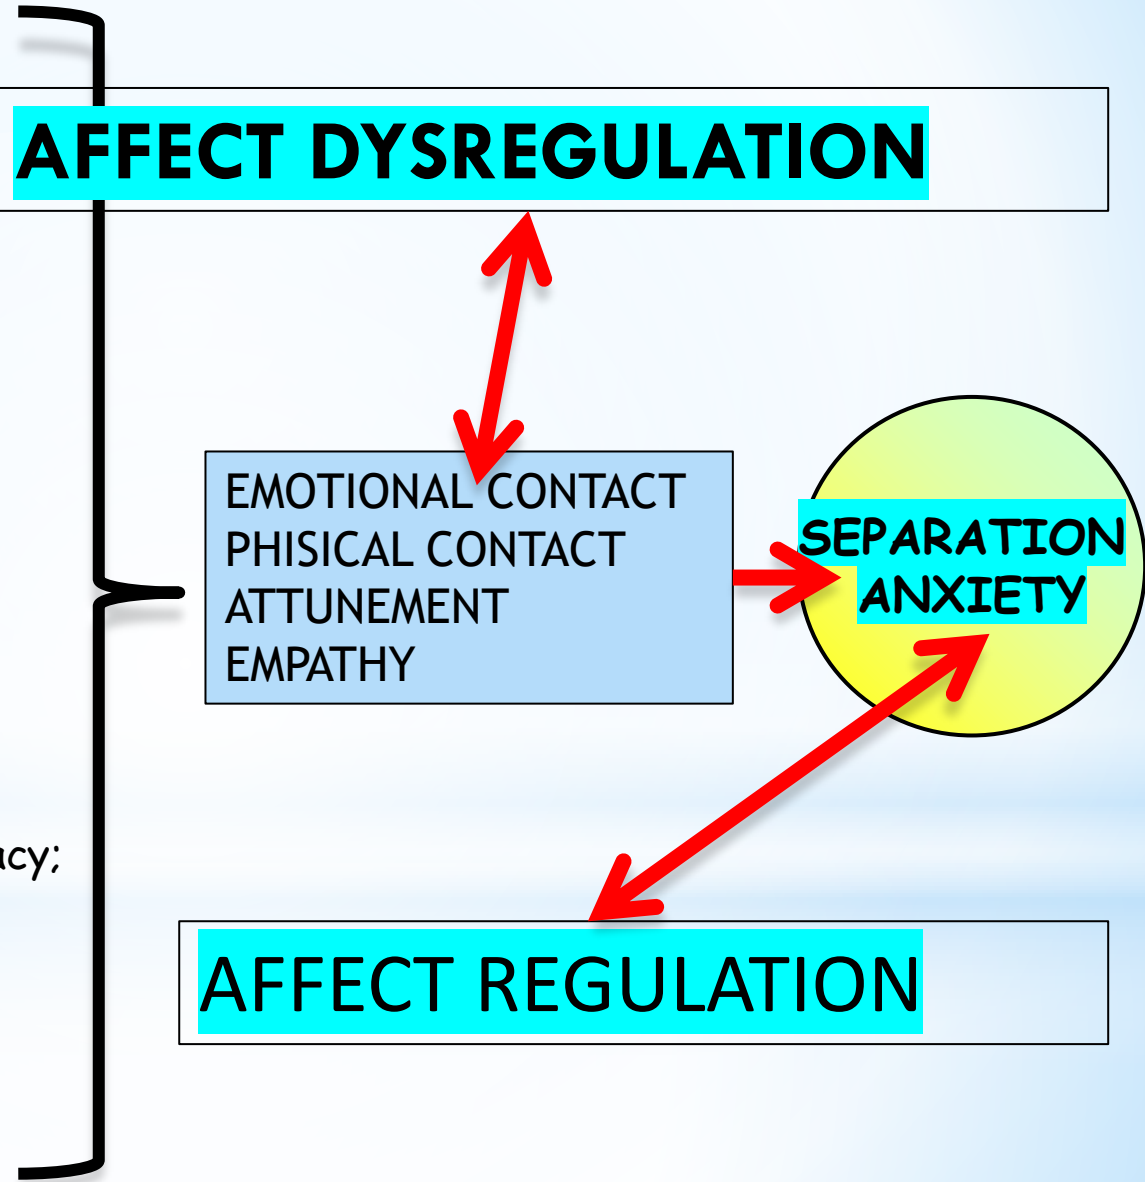 AFFECT DYSREGULATION
EMOTIONAL CONTACT
PHISICAL CONTACT
ATTUNEMENT
EMPATHY
SEPARATION
ANXIETY
acy;
AFFECT REGULATION